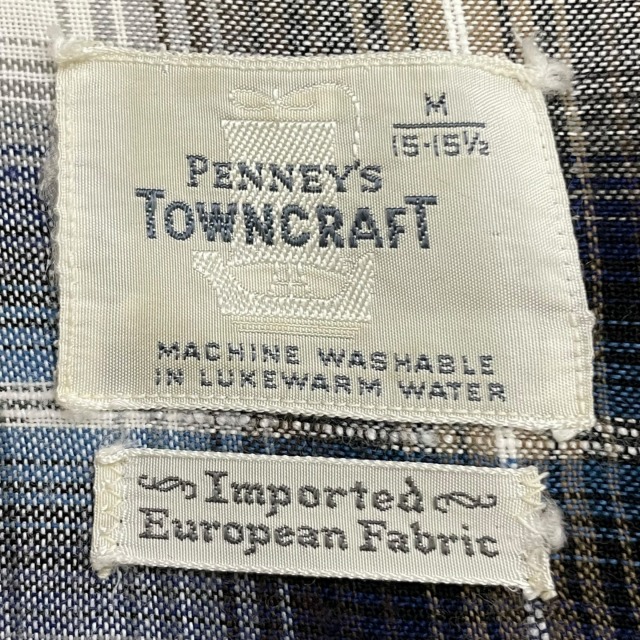 M
15-15½
PENNEY'S
TOWNCRAFT
MACHINE WASHABLE
IN LUKEWARM WATER
Imported
European Fabric